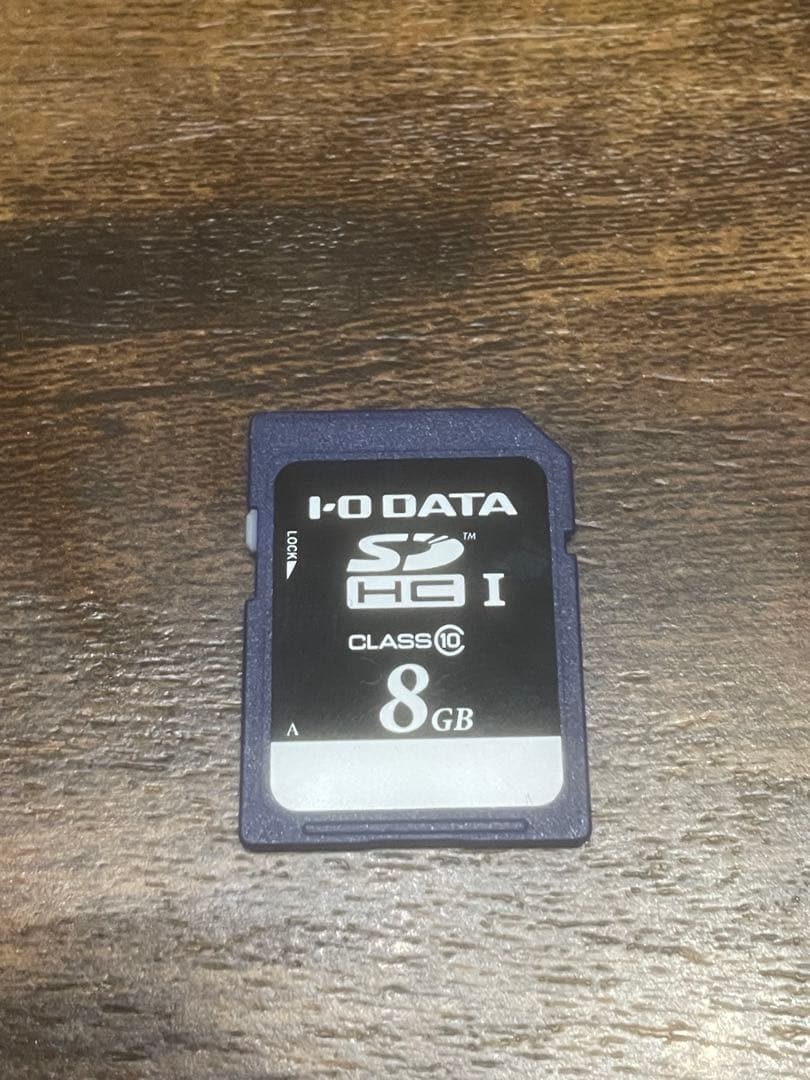 I-O DATA
LOCK
SD™
HC I
CLASS 10
8GB
A